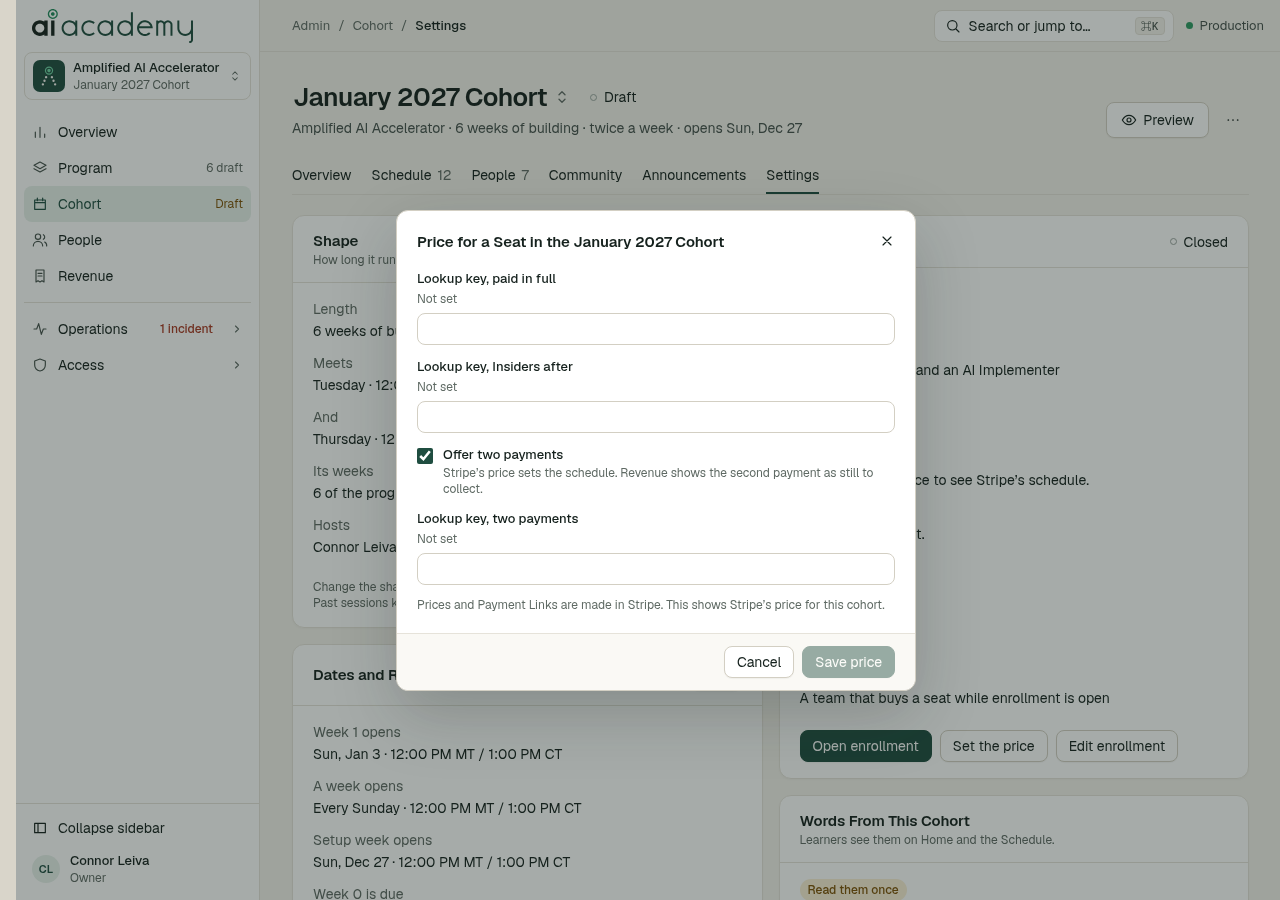 ai academy
Amplified AI Accelerator
January 2027 Cohort
Overview
Program
6 draft
Cohort
Draft
People
Revenue
Operations
1 incident
Access
Collapse sidebar
CL
Connor Leiva
Owner
Admin / Cohort / Settings
Search or jump to…
⌘K
Production
January 2027 Cohort
Draft
Amplified AI Accelerator · 6 weeks of building · twice a week · opens Sun, Dec 27
Preview
Overview
Schedule 12
People 7
Community
Announcements
Settings
Shape
How long it run
Length
6 weeks of bu
Meets
Tuesday · 12:0
And
Thursday · 12
Its weeks
6 of the prog
Hosts
Connor Leiva
Change the sha
Past sessions k
Dates and R
Week 1 opens
Sun, Jan 3 · 12:00 PM MT / 1:00 PM CT
A week opens
Every Sunday · 12:00 PM MT / 1:00 PM CT
Setup week opens
Sun, Dec 27 · 12:00 PM MT / 1:00 PM CT
Week 0 is due
Price for a Seat in the January 2027 Cohort
Lookup key, paid in full
Not set
Lookup key, Insiders after
Not set
Offer two payments
Stripe's price sets the schedule. Revenue shows the second payment as still to
collect.
Lookup key, two payments
Not set
Prices and Payment Links are made in Stripe. This shows Stripe's price for this cohort.
Cancel
Save price
Closed
and an AI Implementer
ce to see Stripe's schedule.
t.
A team that buys a seat while enrollment is open
Open enrollment
Set the price
Edit enrollment
Words From This Cohort
Learners see them on Home and the Schedule.
Read them once